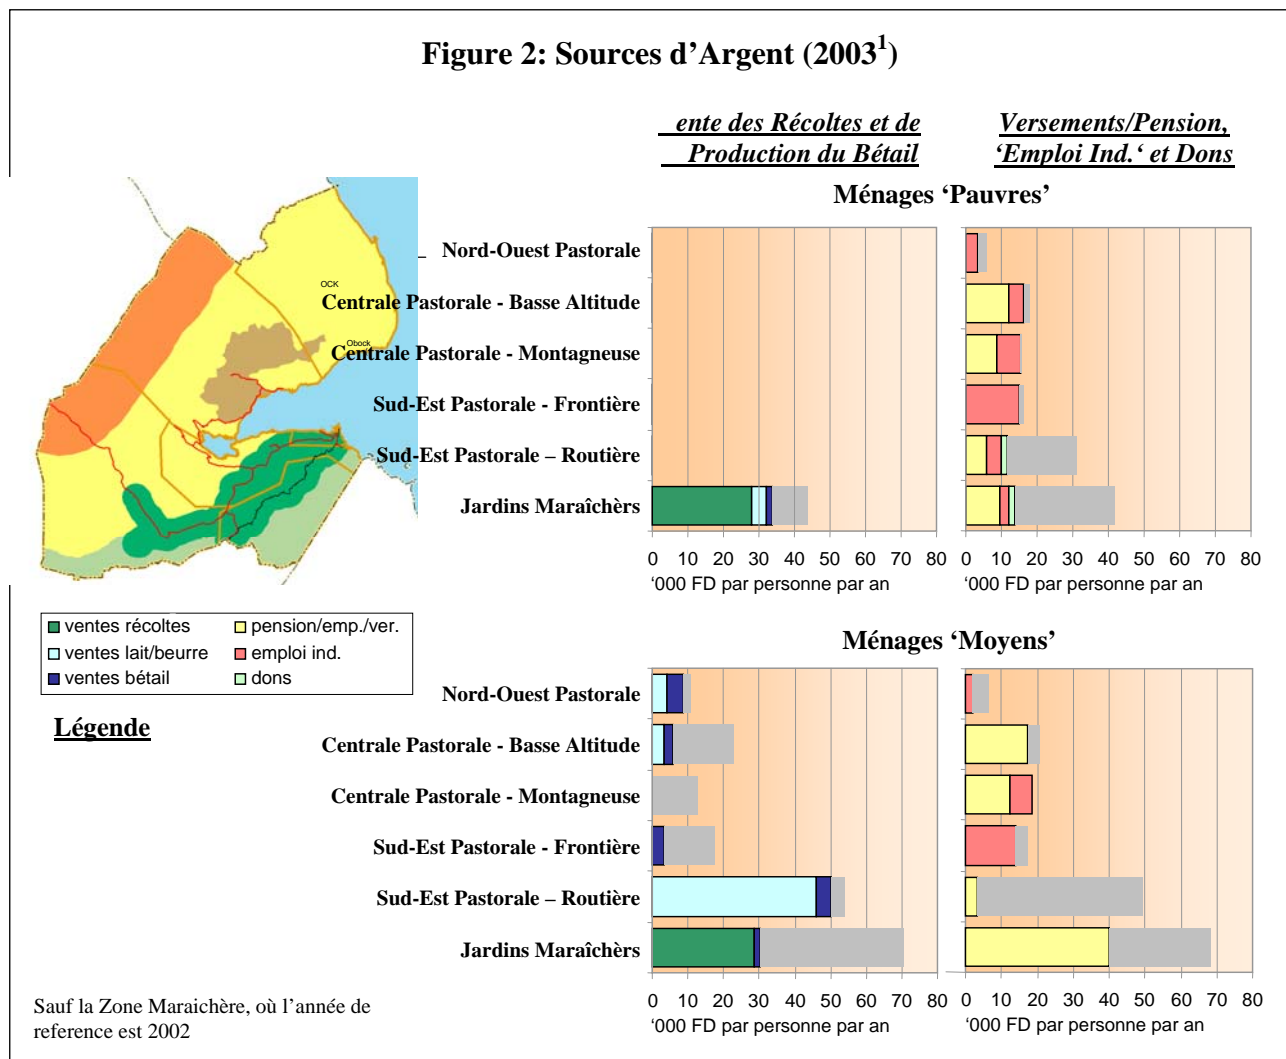 Figure 2: Sources d'Argent (2003¹)
ente des Récoltes et de
Production du Bétail
Versements/Pension,
‘Emploi Ind.‘ et Dons
Ménages ‘Pauvres’
Nord-Ouest Pastorale
OCK
Centrale Pastorale - Basse Altitude
Obock
Centrale Pastorale - Montagneuse
Sud-Est Pastorale - Frontière
Sud-Est Pastorale – Routière
Jardins Maraîchèrs
0 10 20 30 40 50 60 70 80
‘000 FD par personne par an
0 10 20 30 40 50 60 70 80
‘000 FD par personne par an
ventes récoltes
ventes lait/beurre
ventes bétail
pension/emp./ver.
emploi ind.
dons
Légende
Ménages ‘Moyens’
Nord-Ouest Pastorale
Centrale Pastorale - Basse Altitude
Centrale Pastorale - Montagneuse
Sud-Est Pastorale - Frontière
Sud-Est Pastorale – Routière
Jardins Maraîchèrs
0 10 20 30 40 50 60 70 80
‘000 FD par personne par an
0 10 20 30 40 50 60 70 80
‘000 FD par personne par an
Sauf la Zone Maraichère, où l’année de
reference est 2002